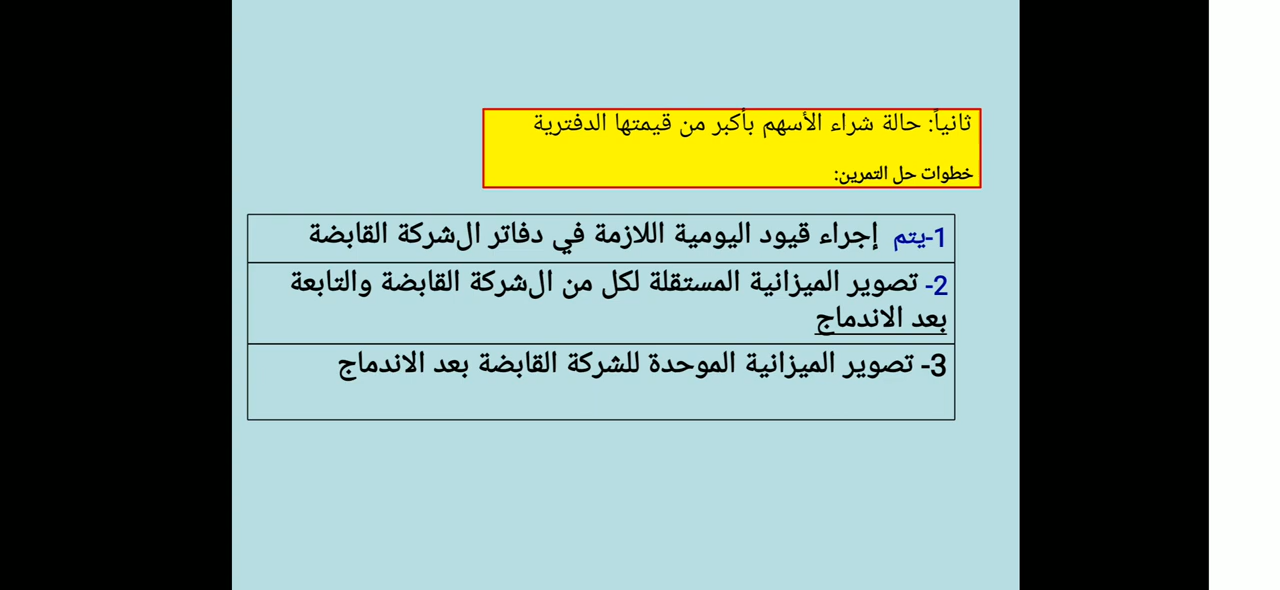 ثانياً: حالة شراء الأسهم بأكبر من قيمتها الدفترية
خطوات حل التمرين:
1-يتم إجراء قيود اليومية اللازمة في دفاتر الشركة القابضة
2- تصوير الميزانية المستقلة لكل من الشركة القابضة والتابعة
بعد الاندماج
3- تصوير الميزانية الموحدة للشركة القابضة بعد الاندماج